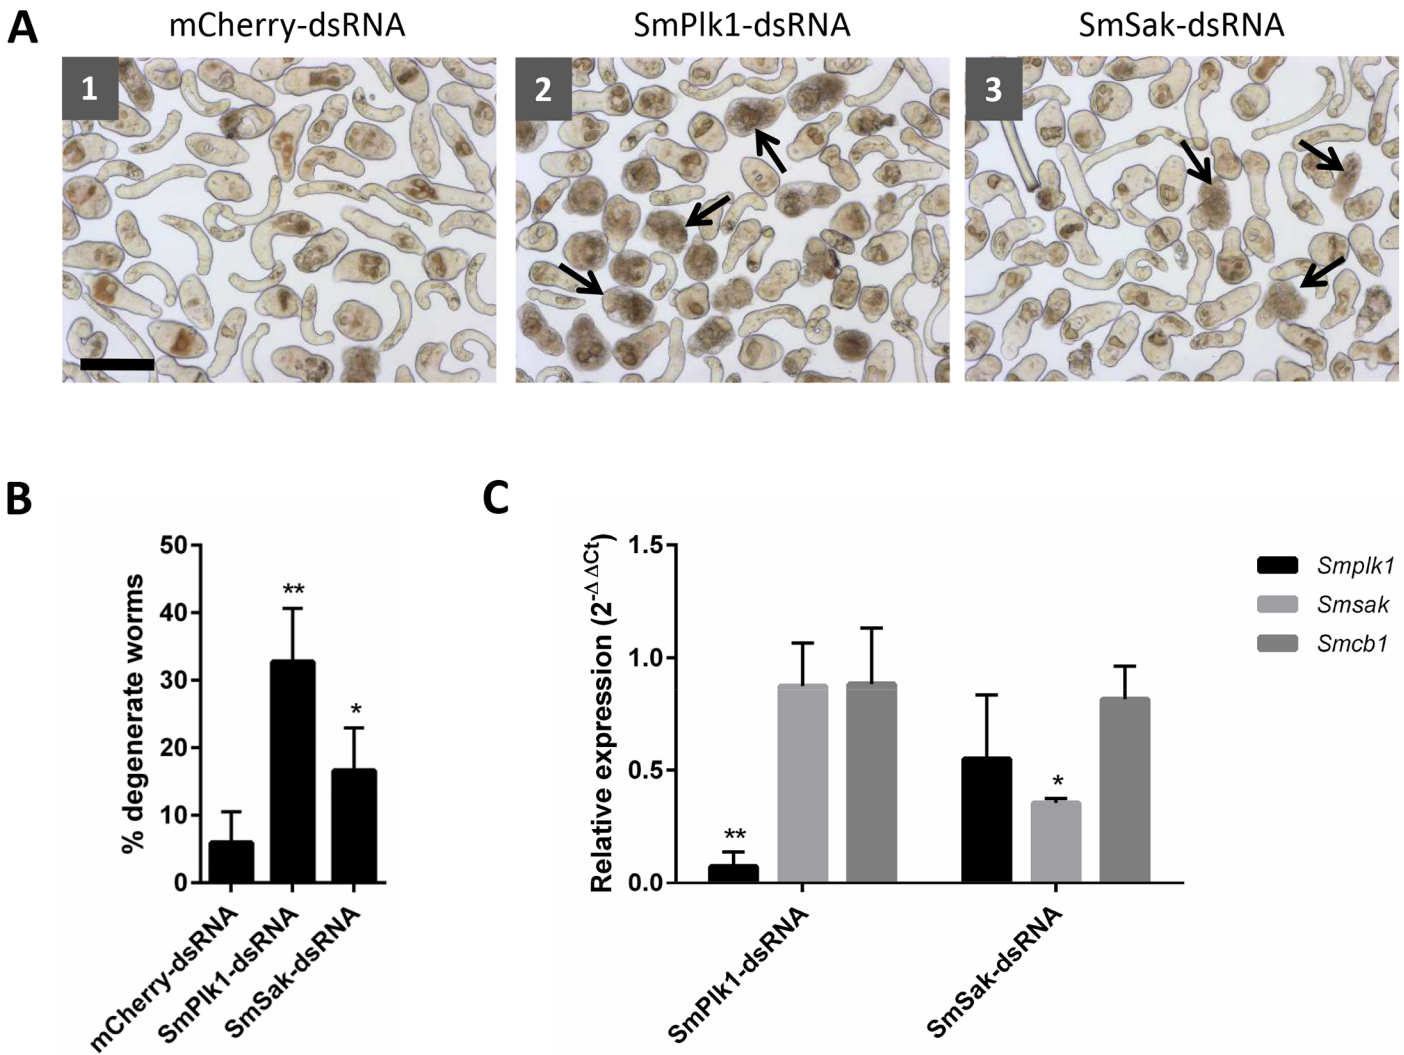 A
mCherry-dsRNA
SmPlk1-dsRNA
SmSak-dsRNA
1
2
3
B
50
40
30
20
10
0
% degenerate worms
**
*
mCherry-dsRNA
SmPlk1-dsRNA
SmSak-dsRNA
C
1.5
1.0
0.5
0.0
Relative expression (2-Δ ΔCt)
**
*
SmPlk1-dsRNA
SmSak-dsRNA
Smplk1
Smsak
Smcb1